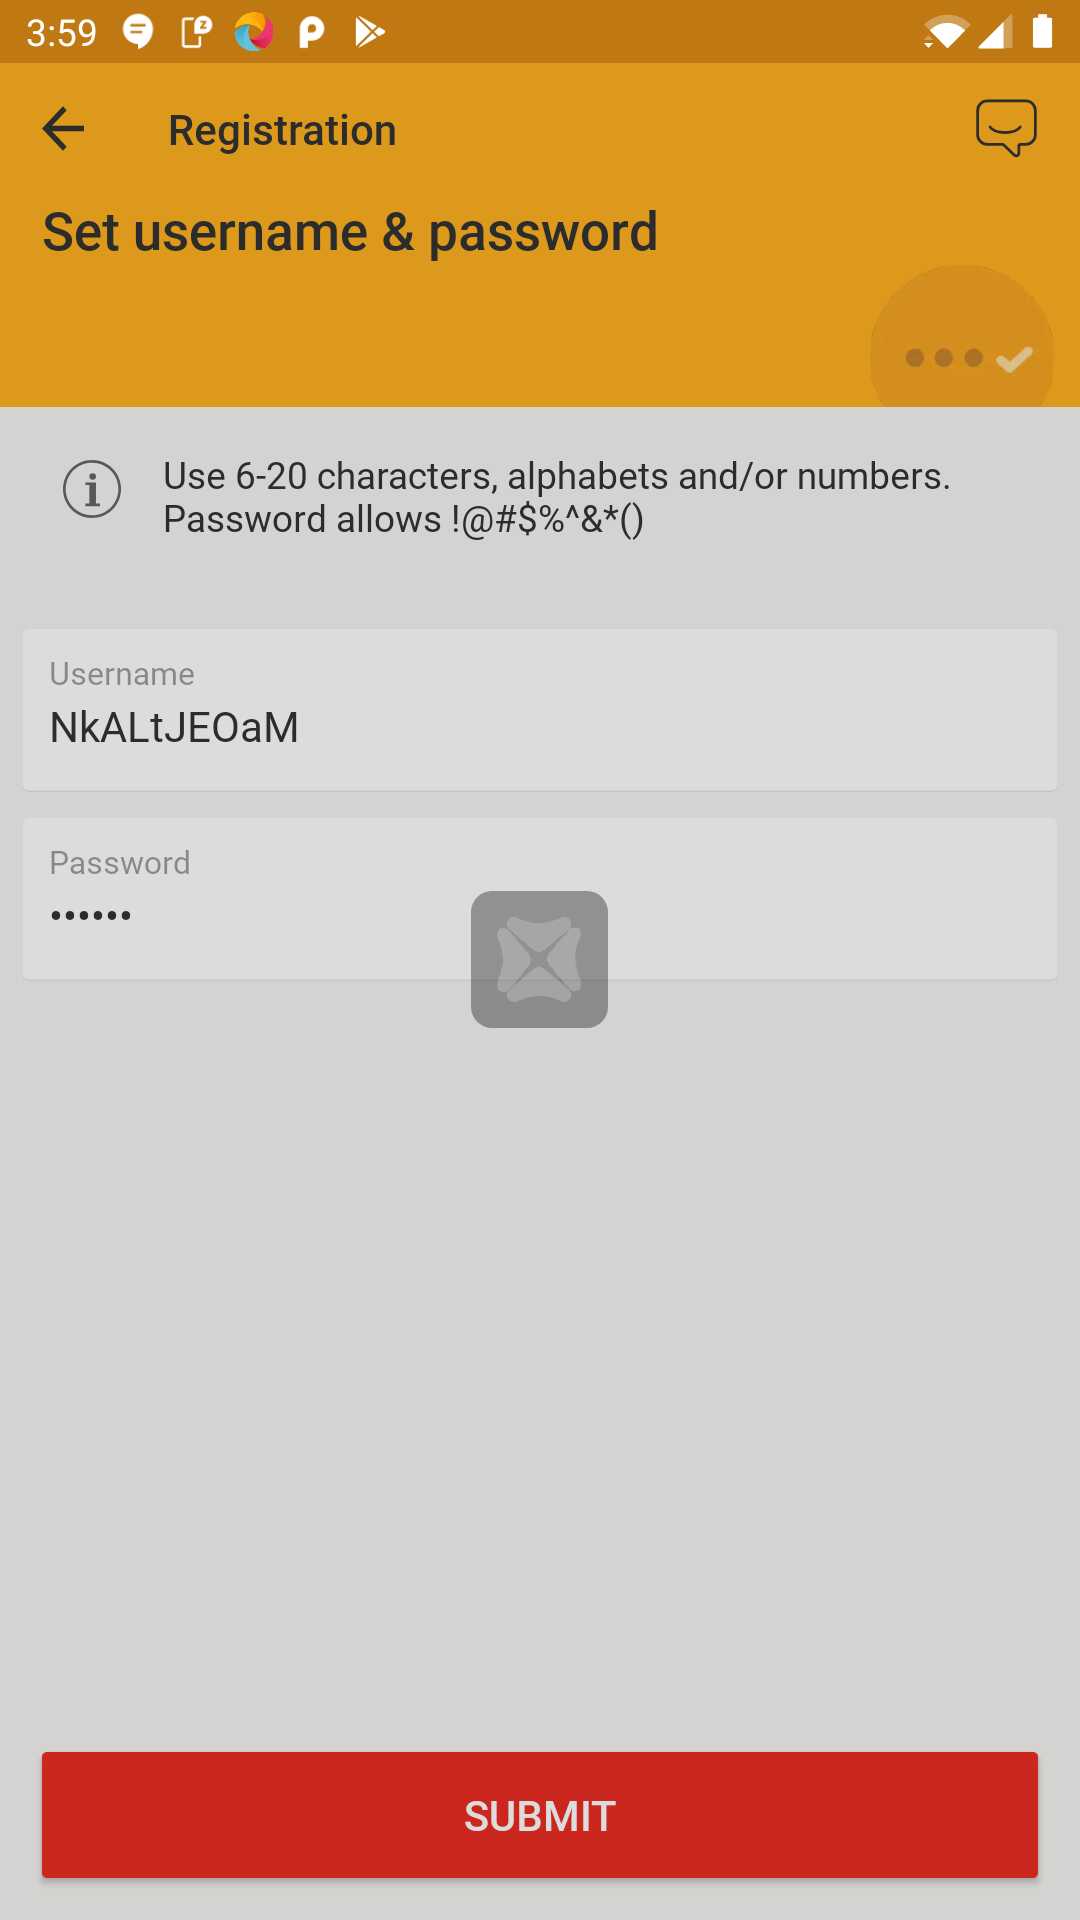 3:59
Registration
Set username & password
Use 6-20 characters, alphabets and/or numbers.
Password allows !@#$%^&*()
Username
NkALtJEOaM
Password
••••••
SUBMIT